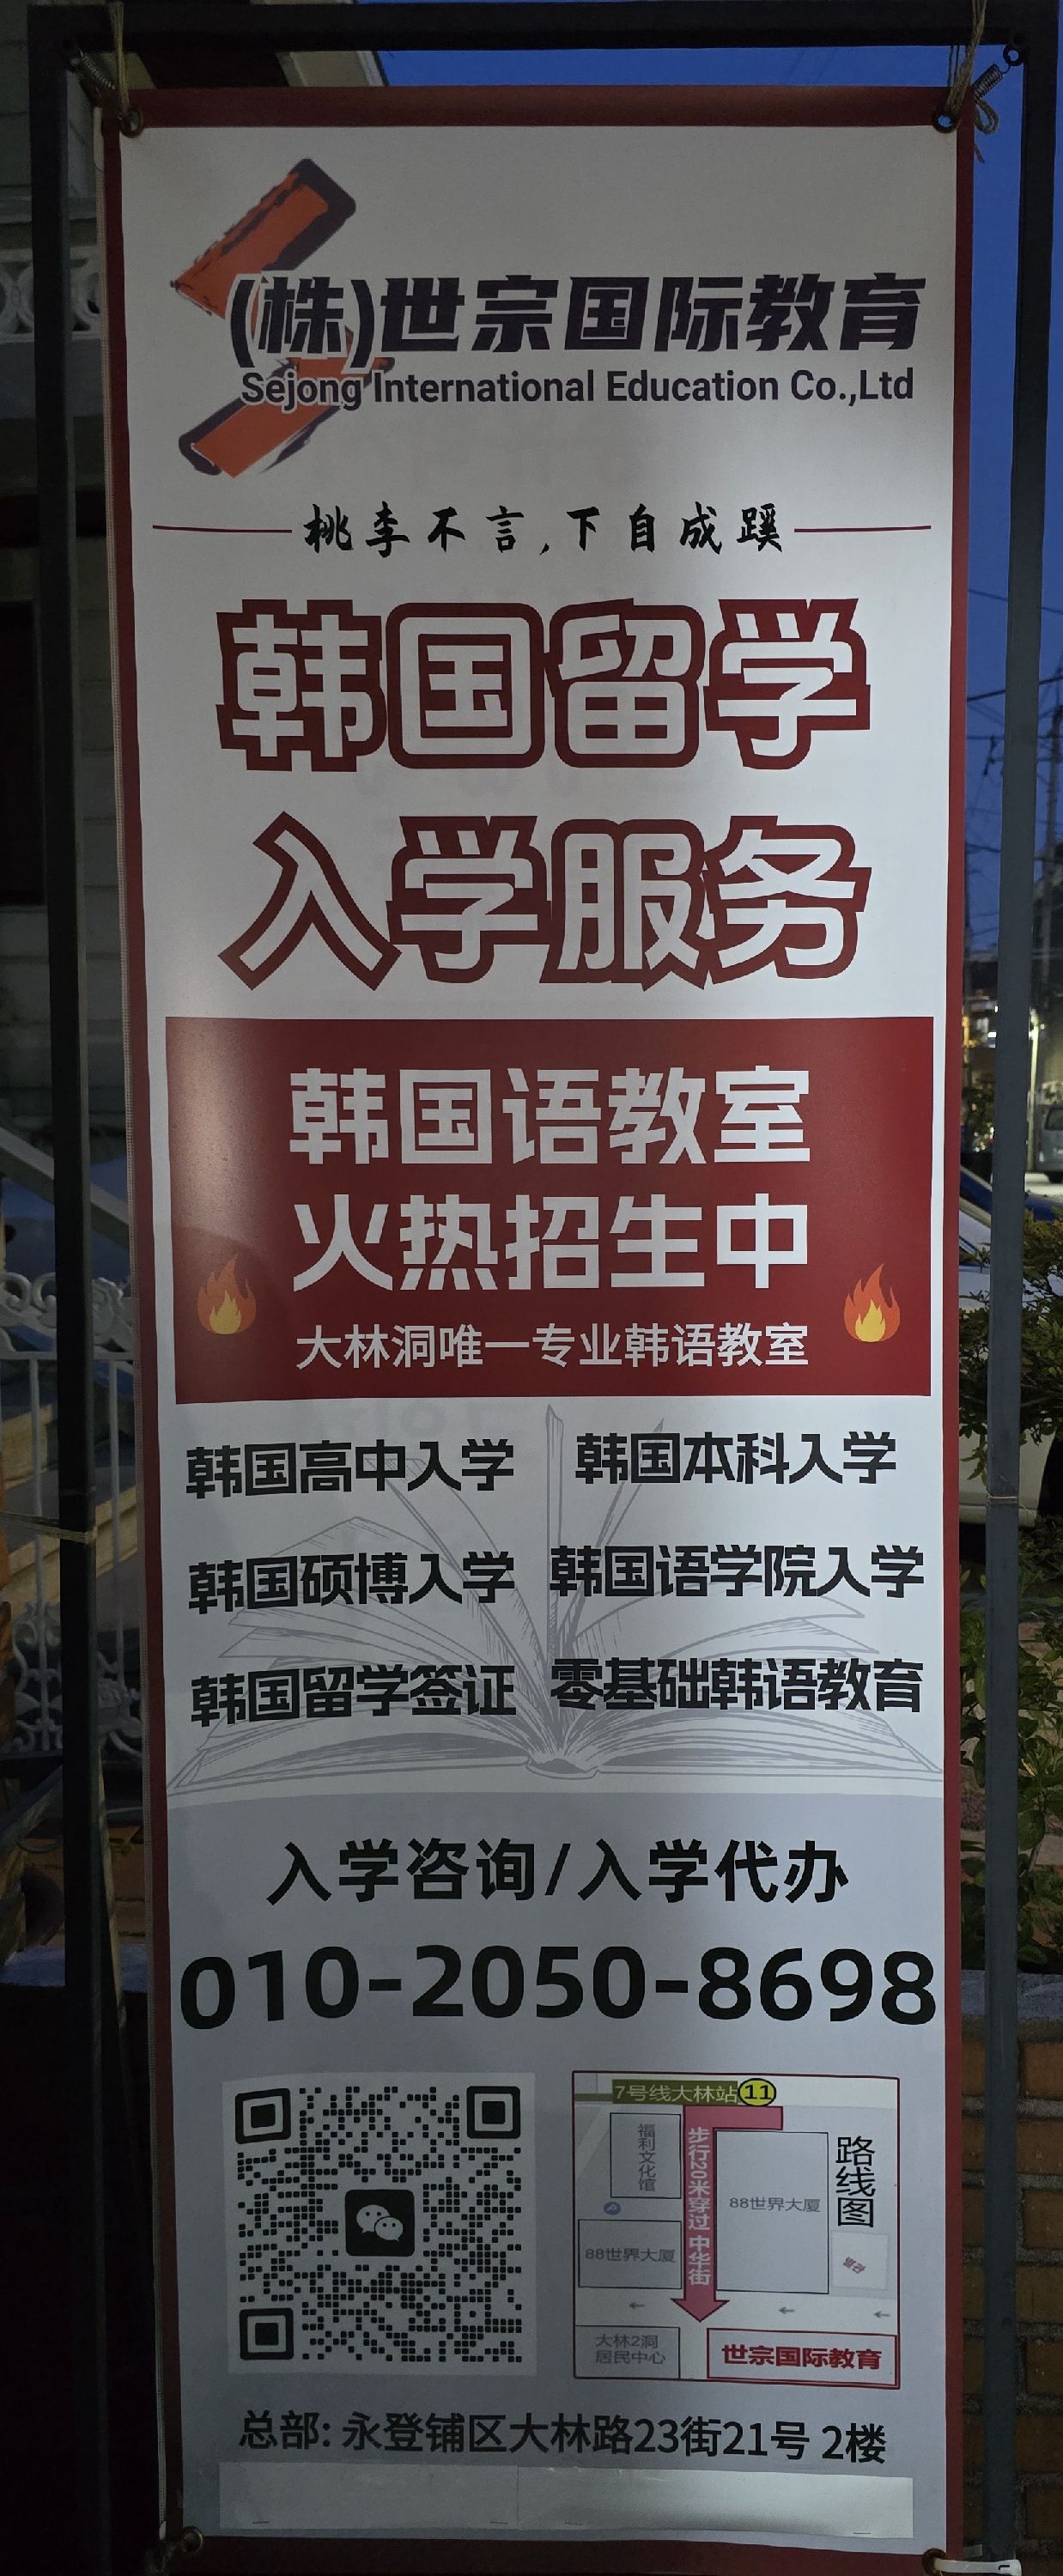 (株)世宗国际教育
Sejong International Education Co.,Ltd
桃李不言,下自成蹊
韩国留学
入学服务
韩国语教室
火热招生中
大林洞唯一专业韩语教室
韩国高中入学 韩国本科入学
韩国硕博入学 韩国语学院入学
韩国留学签证 零基础韩语教育
入学咨询/入学代办
010-2050-8698
7号线大林站 11
福利文化馆
步行20米穿过 中华街
88世界大厦
路线图
88世界大厦
大林2洞
居民中心
世宗国际教育
总部: 永登铺区大林路23街21号 2楼